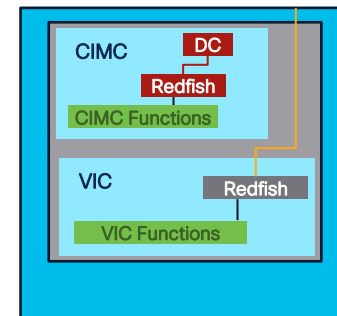 CIMC
DC
Redfish
CIMC Functions
VIC
Redfish
VIC Functions